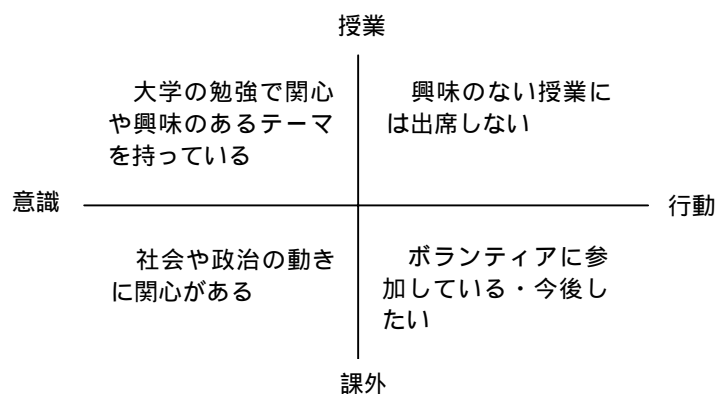 授業
大学の勉強で関心
や興味のあるテーマ
を持っている
興味のない授業に
は出席しない
意識
行動
社会や政治の動き
に関心がある
ボランティアに参
加している・今後し
たい
課外